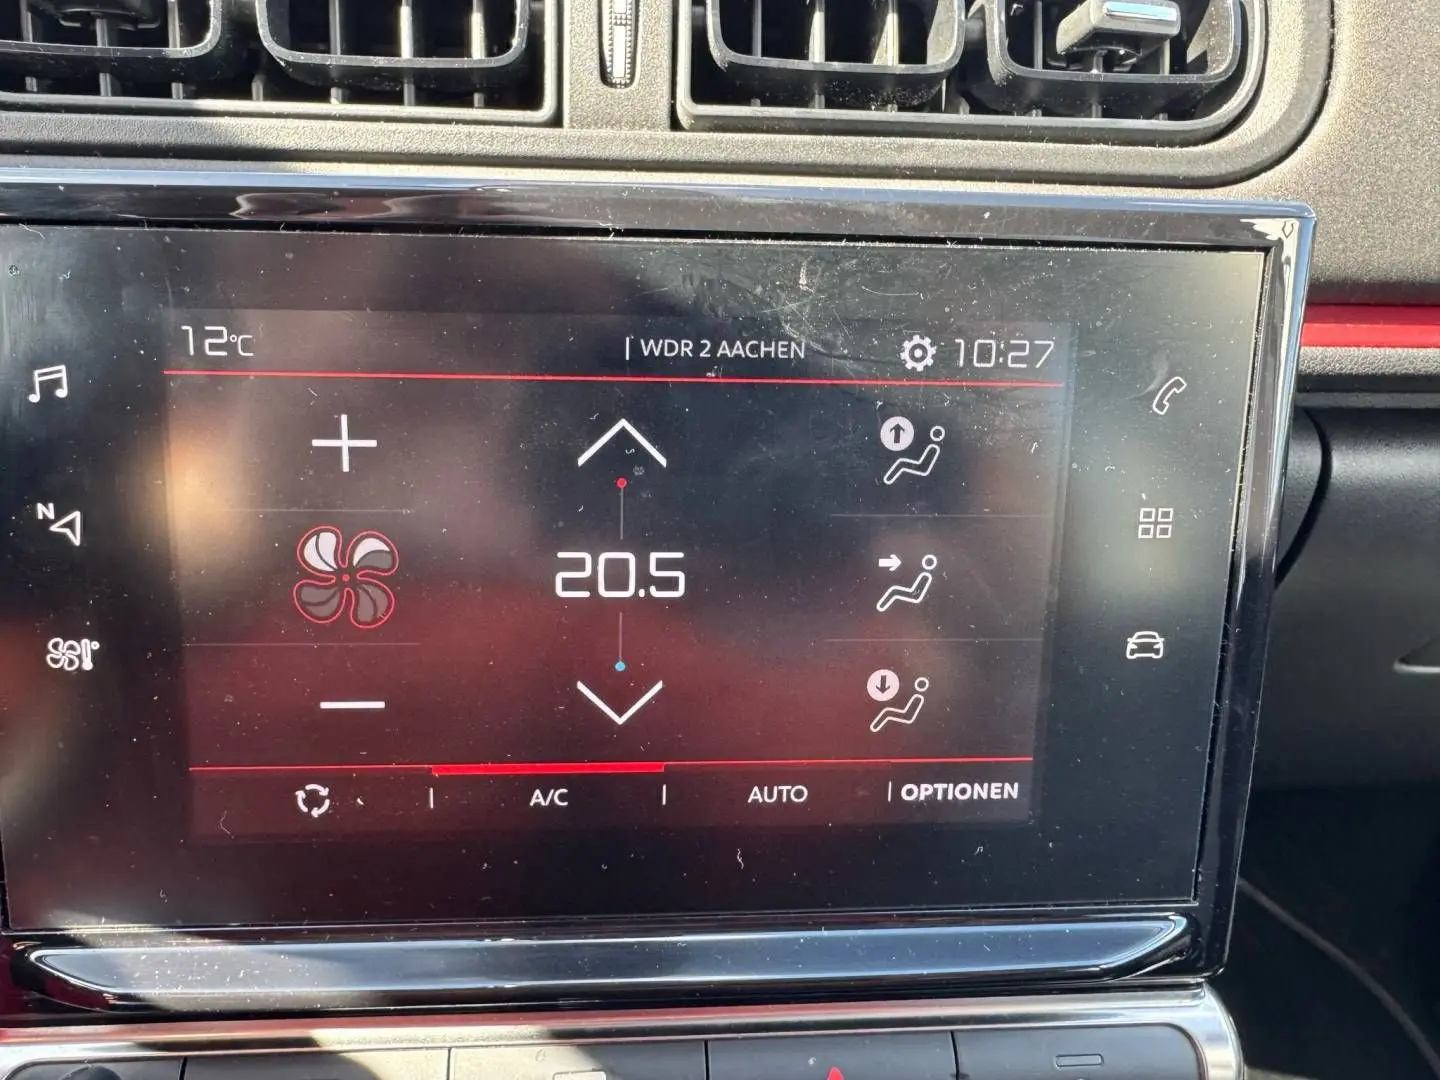 12°C
| WDR 2 AACHEN
10:27
N
20.5
A/C
AUTO
OPTIONEN